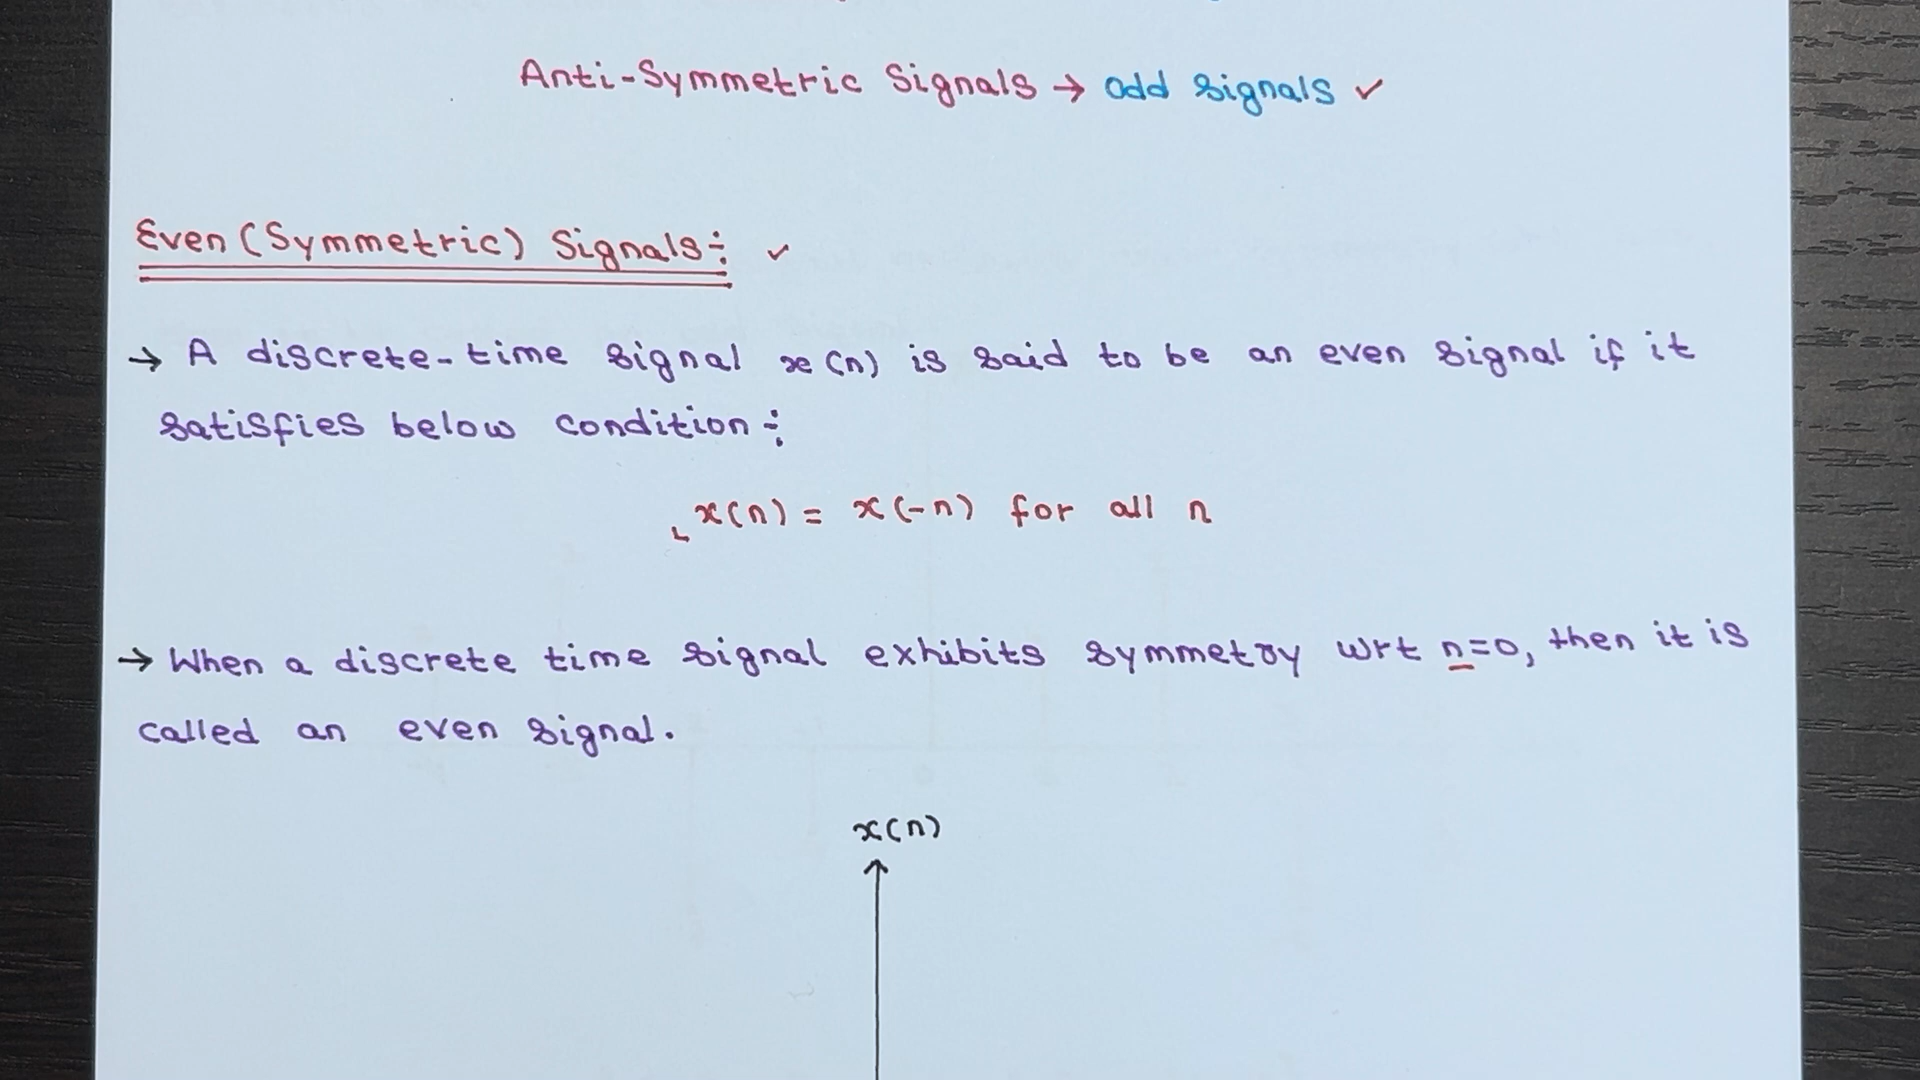 Anti-Symmetric Signals → odd signals ✓
Even (Symmetric) Signals÷ ✓
→ A discrete-time signal x(n) is said to be an even signal if it
satisfies below condition÷
x(n) = x(-n) for all n
→ When a discrete time signal exhibits symmetry wrt n=0, then it is
called an even signal.
x(n)